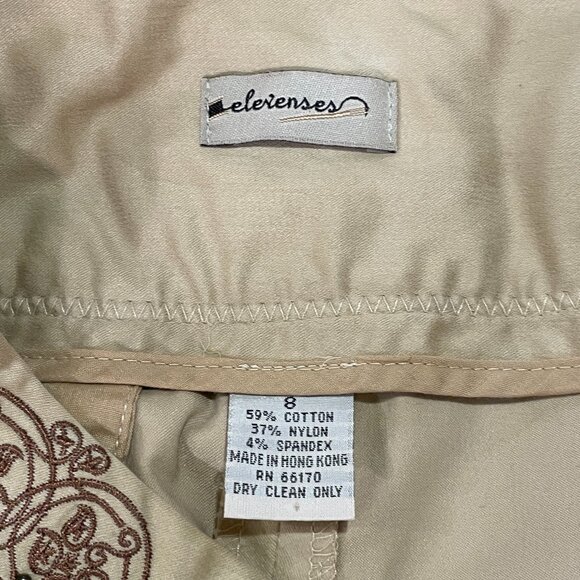 elevenses
8
59% COTTON
37% NYLON
4% SPANDEX
MADE IN HONG KONG
RN 66170
DRY CLEAN ONLY